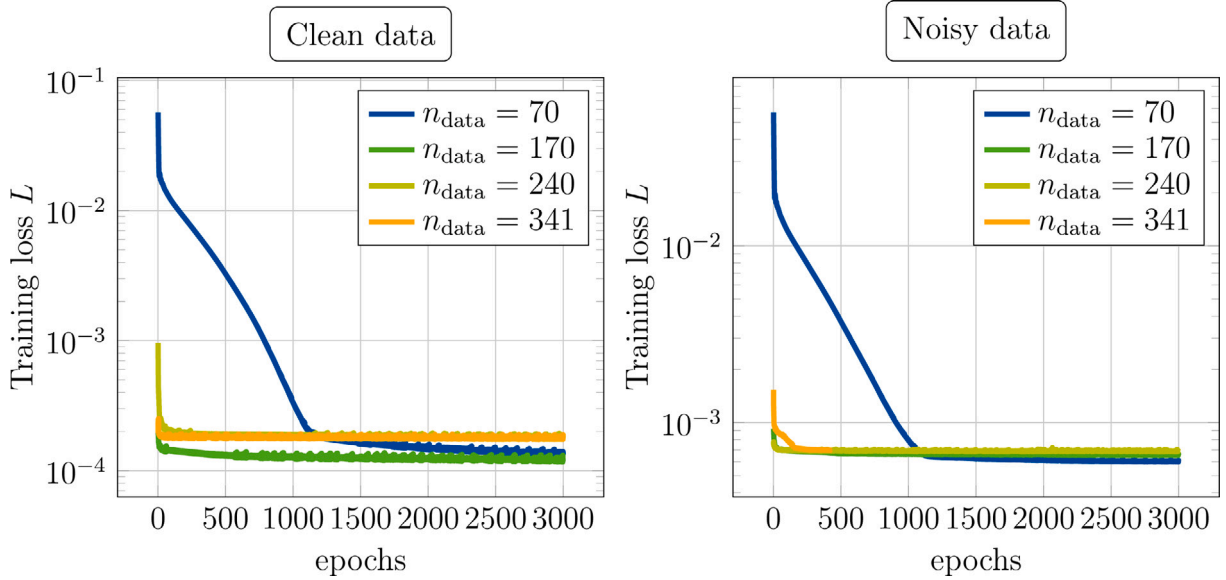 Clean data
10⁻¹
10⁻²
10⁻³
10⁻⁴
Training loss L
n_data = 70
n_data = 170
n_data = 240
n_data = 341
0 500 1000 1500 2000 2500 3000
epochs
Noisy data
10⁻²
10⁻³
Training loss L
n_data = 70
n_data = 170
n_data = 240
n_data = 341
0 500 1000 1500 2000 2500 3000
epochs